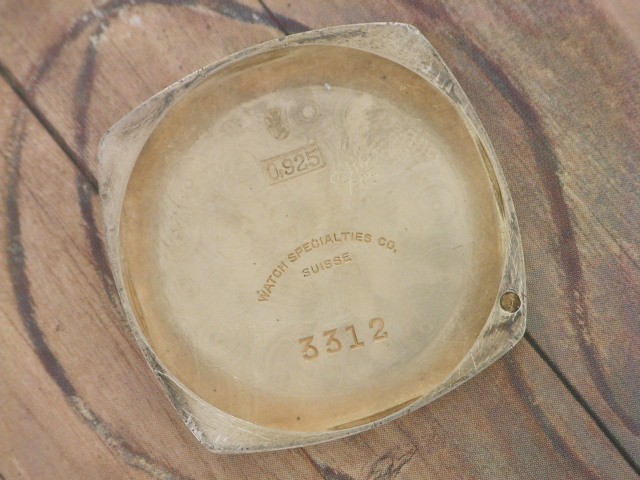 0,925
WATCH SPECIALTIES CO,
SUISSE
3312